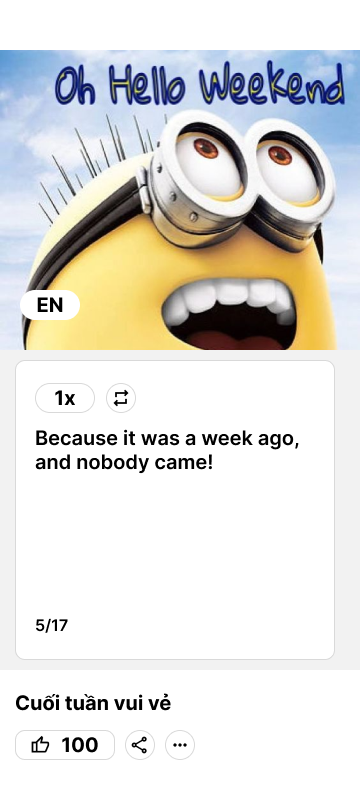 Oh Hello Weekend
EN
1x
Because it was a week ago,
and nobody came!
5/17
Cuối tuần vui vẻ
100